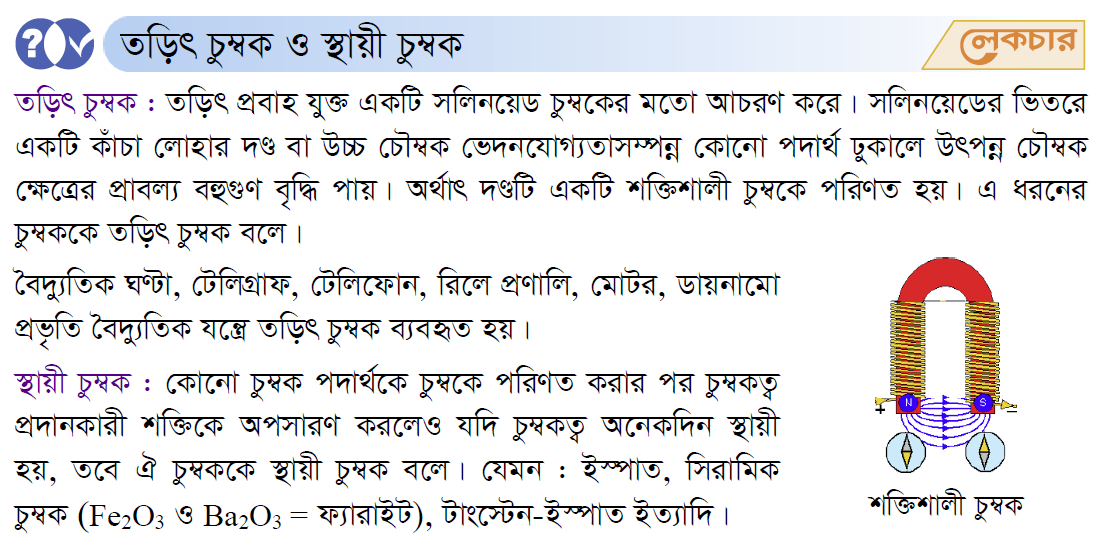 তড়িৎ চুম্বক ও স্থায়ী চুম্বক
লেকচার
তড়িৎ চুম্বক : তড়িৎ প্রবাহ যুক্ত একটি সলিনয়েড চুম্বকের মতো আচরণ করে। সলিনয়েডের ভিতরে
একটি কাঁচা লোহার দণ্ড বা উচ্চ চৌম্বক ভেদনযোগ্যতাসম্পন্ন কোনো পদার্থ ঢুকালে উৎপন্ন চৌম্বক
ক্ষেত্রের প্রাবল্য বহুগুণ বৃদ্ধি পায়। অর্থাৎ দণ্ডটি একটি শক্তিশালী চুম্বকে পরিণত হয়। এ ধরনের
চুম্বককে তড়িৎ চুম্বক বলে।
বৈদ্যুতিক ঘণ্টা, টেলিগ্রাফ, টেলিফোন, রিলে প্রণালি, মোটর, ডায়নামো
প্রভৃতি বৈদ্যুতিক যন্ত্রে তড়িৎ চুম্বক ব্যবহৃত হয়।
স্থায়ী চুম্বক : কোনো চুম্বক পদার্থকে চুম্বকে পরিণত করার পর চুম্বকত্ব
প্রদানকারী শক্তিকে অপসারণ করলেও যদি চুম্বকত্ব অনেকদিন স্থায়ী
হয়, তবে ঐ চুম্বককে স্থায়ী চুম্বক বলে। যেমন : ইস্পাত, সিরামিক
চুম্বক (Fe₂O₃ ও Ba₂O₃ = ফ্যারাইট), টাংস্টেন-ইস্পাত ইত্যাদি।
N S
+ −
শক্তিশালী চুম্বক